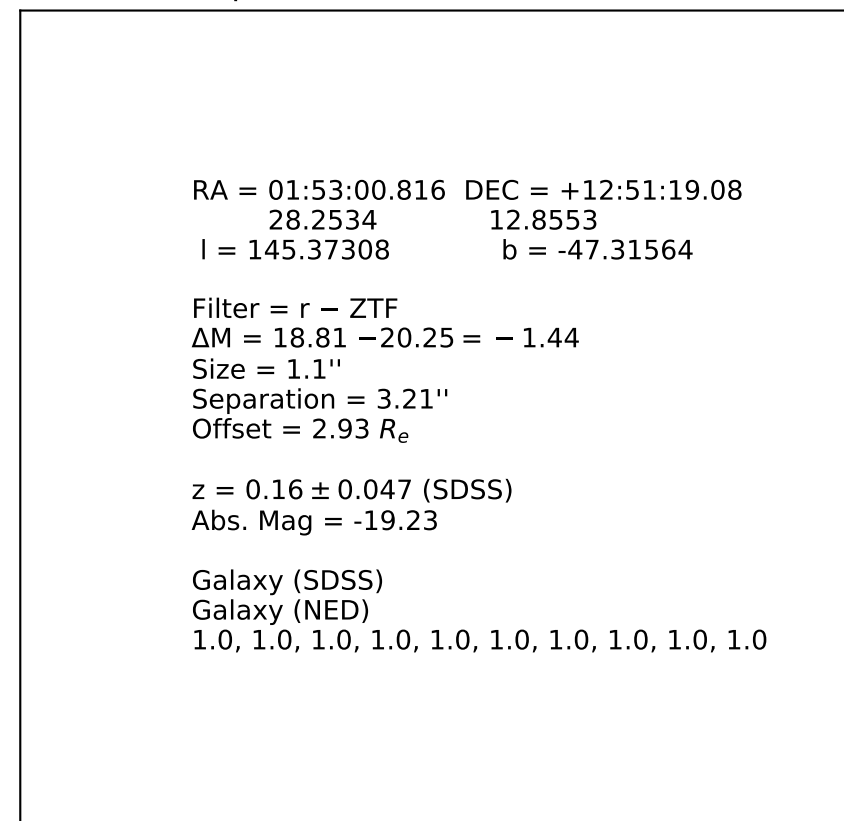 RA = 01:53:00.816  DEC = +12:51:19.08
28.2534  12.8553
l = 145.37308  b = -47.31564
Filter = r − ZTF
ΔM = 18.81 −20.25 = − 1.44
Size = 1.1''
Separation = 3.21''
Offset = 2.93 Re
z = 0.16 ± 0.047 (SDSS)
Abs. Mag = -19.23
Galaxy (SDSS)
Galaxy (NED)
1.0, 1.0, 1.0, 1.0, 1.0, 1.0, 1.0, 1.0, 1.0, 1.0